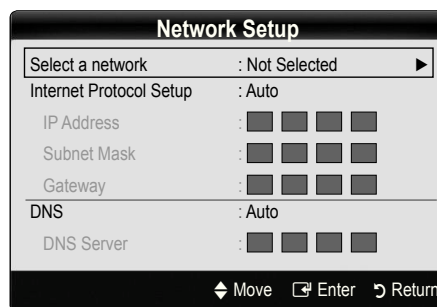 Network Setup
Select a network : Not Selected ▶
Internet Protocol Setup : Auto
IP Address :
Subnet Mask :
Gateway :
DNS : Auto
DNS Server :
Move Enter Return